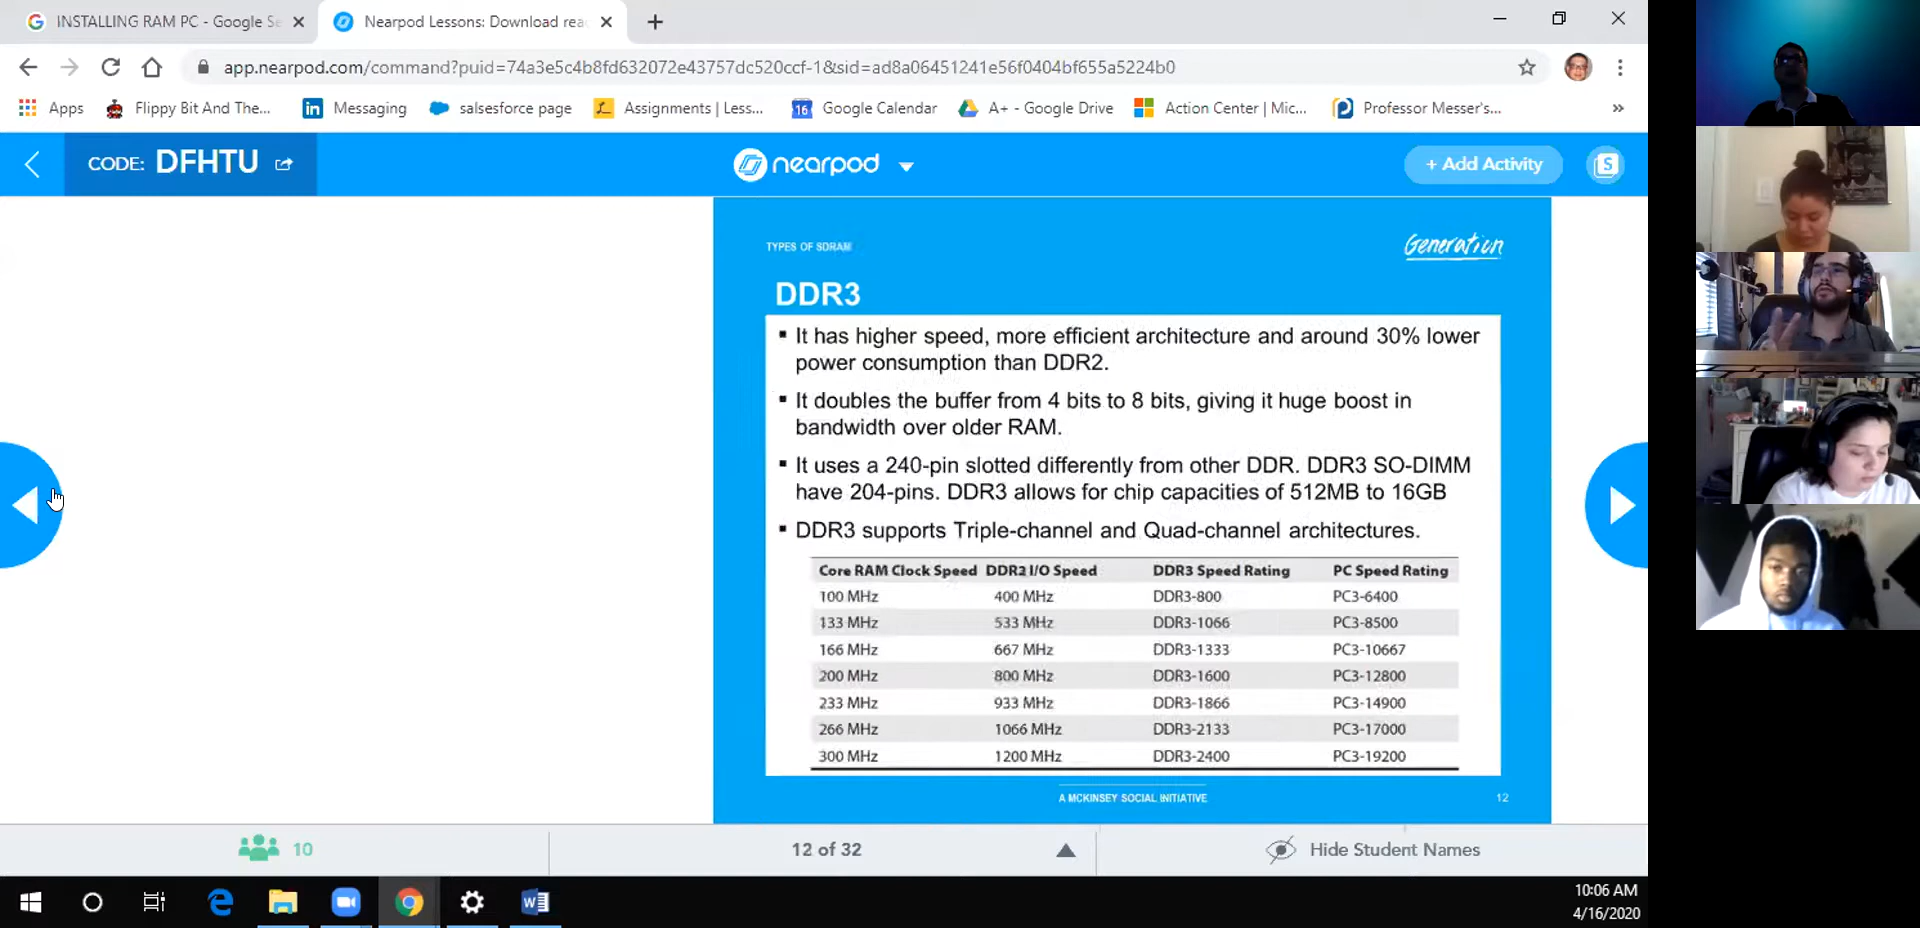 INSTALLING RAM PC - Google Se
Nearpod Lessons: Download rea
app.nearpod.com/command?puid=74a3e5c4b8fd632072e43757dc520ccf-1&sid=ad8a06451241e56f0404bf655a5224b0
Apps Flippy Bit And The... Messaging salsesforce page Assignments | Less... Google Calendar A+ - Google Drive Action Center | Mic... Professor Messer's... »
CODE: DFHTU nearpod + Add Activity S
TYPES OF SDRAM Generation
DDR3
▪ It has higher speed, more efficient architecture and around 30% lower
power consumption than DDR2.
▪ It doubles the buffer from 4 bits to 8 bits, giving it huge boost in
bandwidth over older RAM.
▪ It uses a 240-pin slotted differently from other DDR. DDR3 SO-DIMM
have 204-pins. DDR3 allows for chip capacities of 512MB to 16GB
▪ DDR3 supports Triple-channel and Quad-channel architectures.
Core RAM Clock Speed DDR2 I/O Speed DDR3 Speed Rating PC Speed Rating
100 MHz 400 MHz DDR3-800 PC3-6400
133 MHz 533 MHz DDR3-1066 PC3-8500
166 MHz 667 MHz DDR3-1333 PC3-10667
200 MHz 800 MHz DDR3-1600 PC3-12800
233 MHz 933 MHz DDR3-1866 PC3-14900
266 MHz 1066 MHz DDR3-2133 PC3-17000
300 MHz 1200 MHz DDR3-2400 PC3-19200
A MCKINSEY SOCIAL INITIATIVE 12
10 12 of 32 Hide Student Names
10:06 AM
4/16/2020